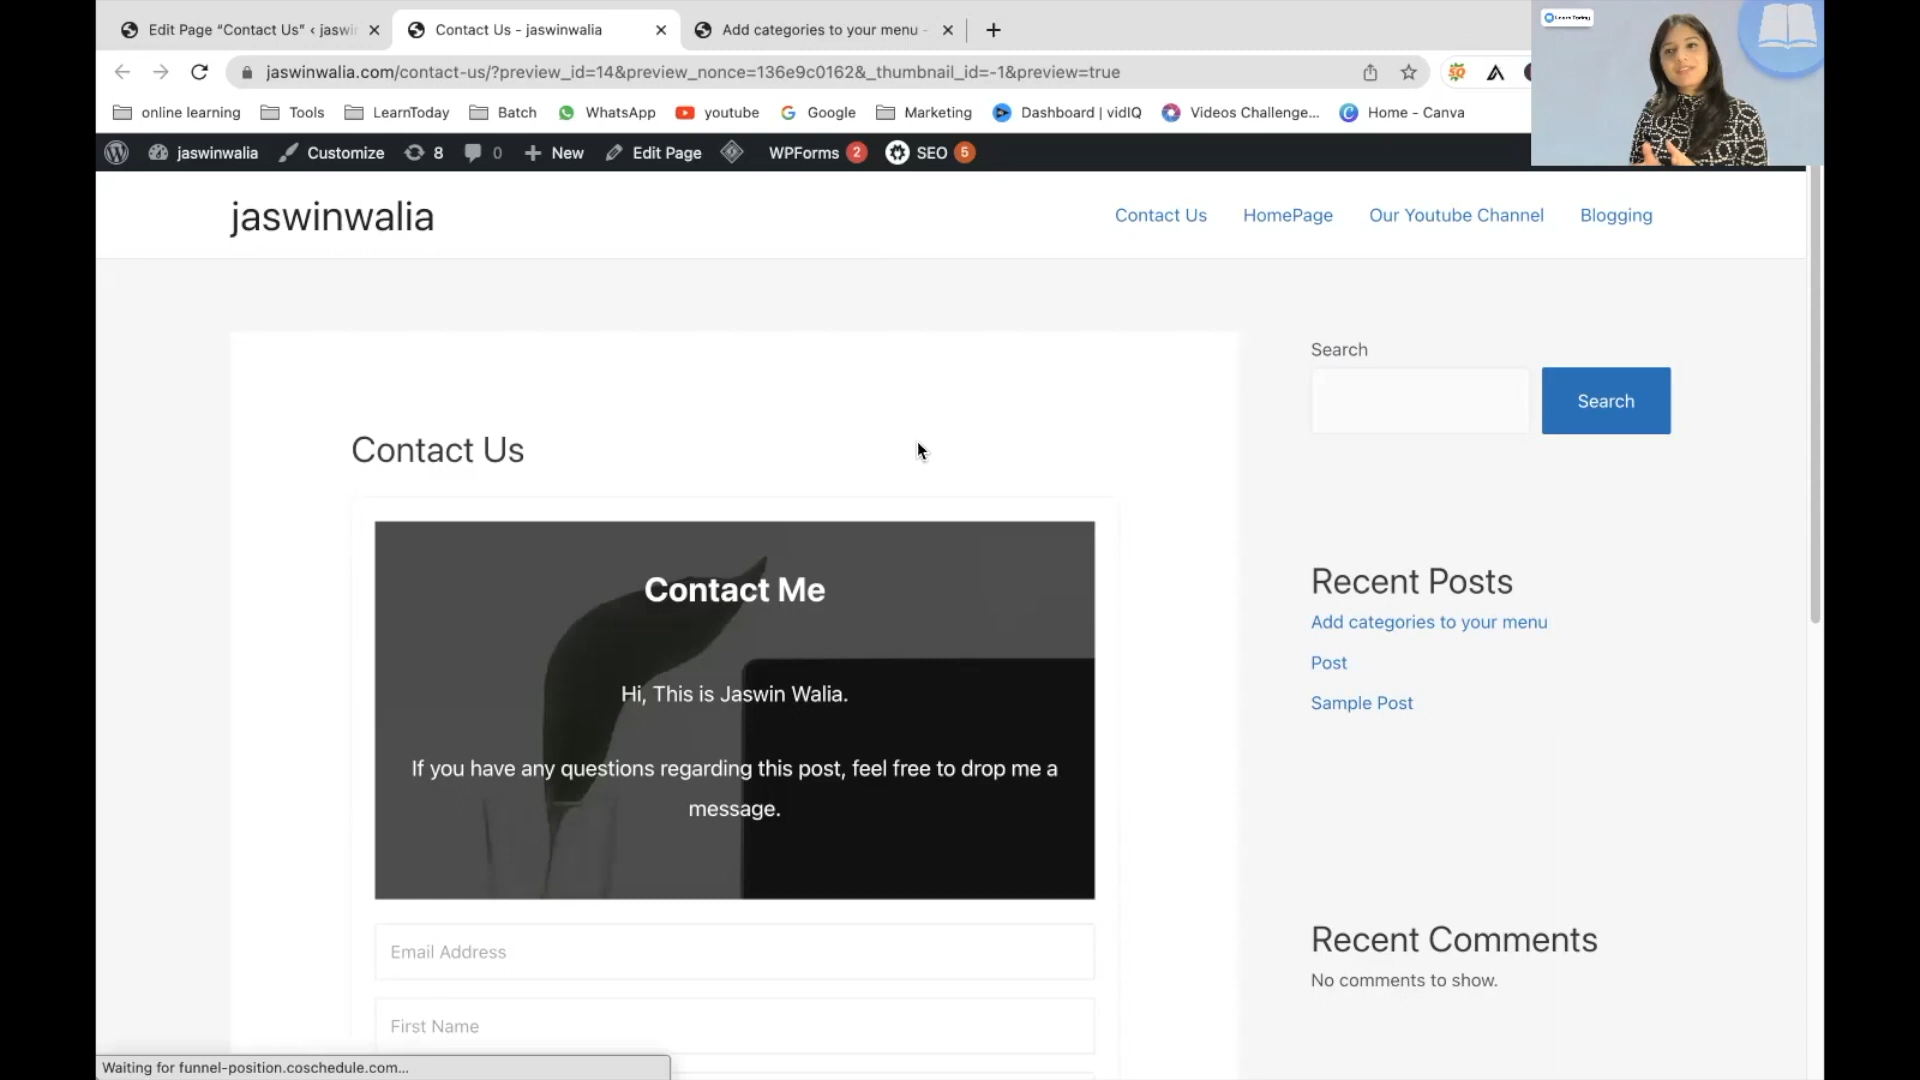 Edit Page “Contact Us” ‹ jaswin
Contact Us - jaswinwalia
Add categories to your menu -
jaswinwalia.com/contact-us/?preview_id=14&preview_nonce=136e9c0162&_thumbnail_id=-1&preview=true
online learning
Tools
LearnToday
Batch
WhatsApp
youtube
Google
Marketing
Dashboard | vidIQ
Videos Challenge...
Home - Canva
Learn Today
jaswinwalia
Customize
8
0
New
Edit Page
WPForms 2
SEO 5
jaswinwalia
Contact Us
HomePage
Our Youtube Channel
Blogging
Contact Us
Contact Me
Hi, This is Jaswin Walia.
If you have any questions regarding this post, feel free to drop me a
message.
Email Address
First Name
Search
Search
Recent Posts
Add categories to your menu
Post
Sample Post
Recent Comments
No comments to show.
Waiting for funnel-position.coschedule.com...